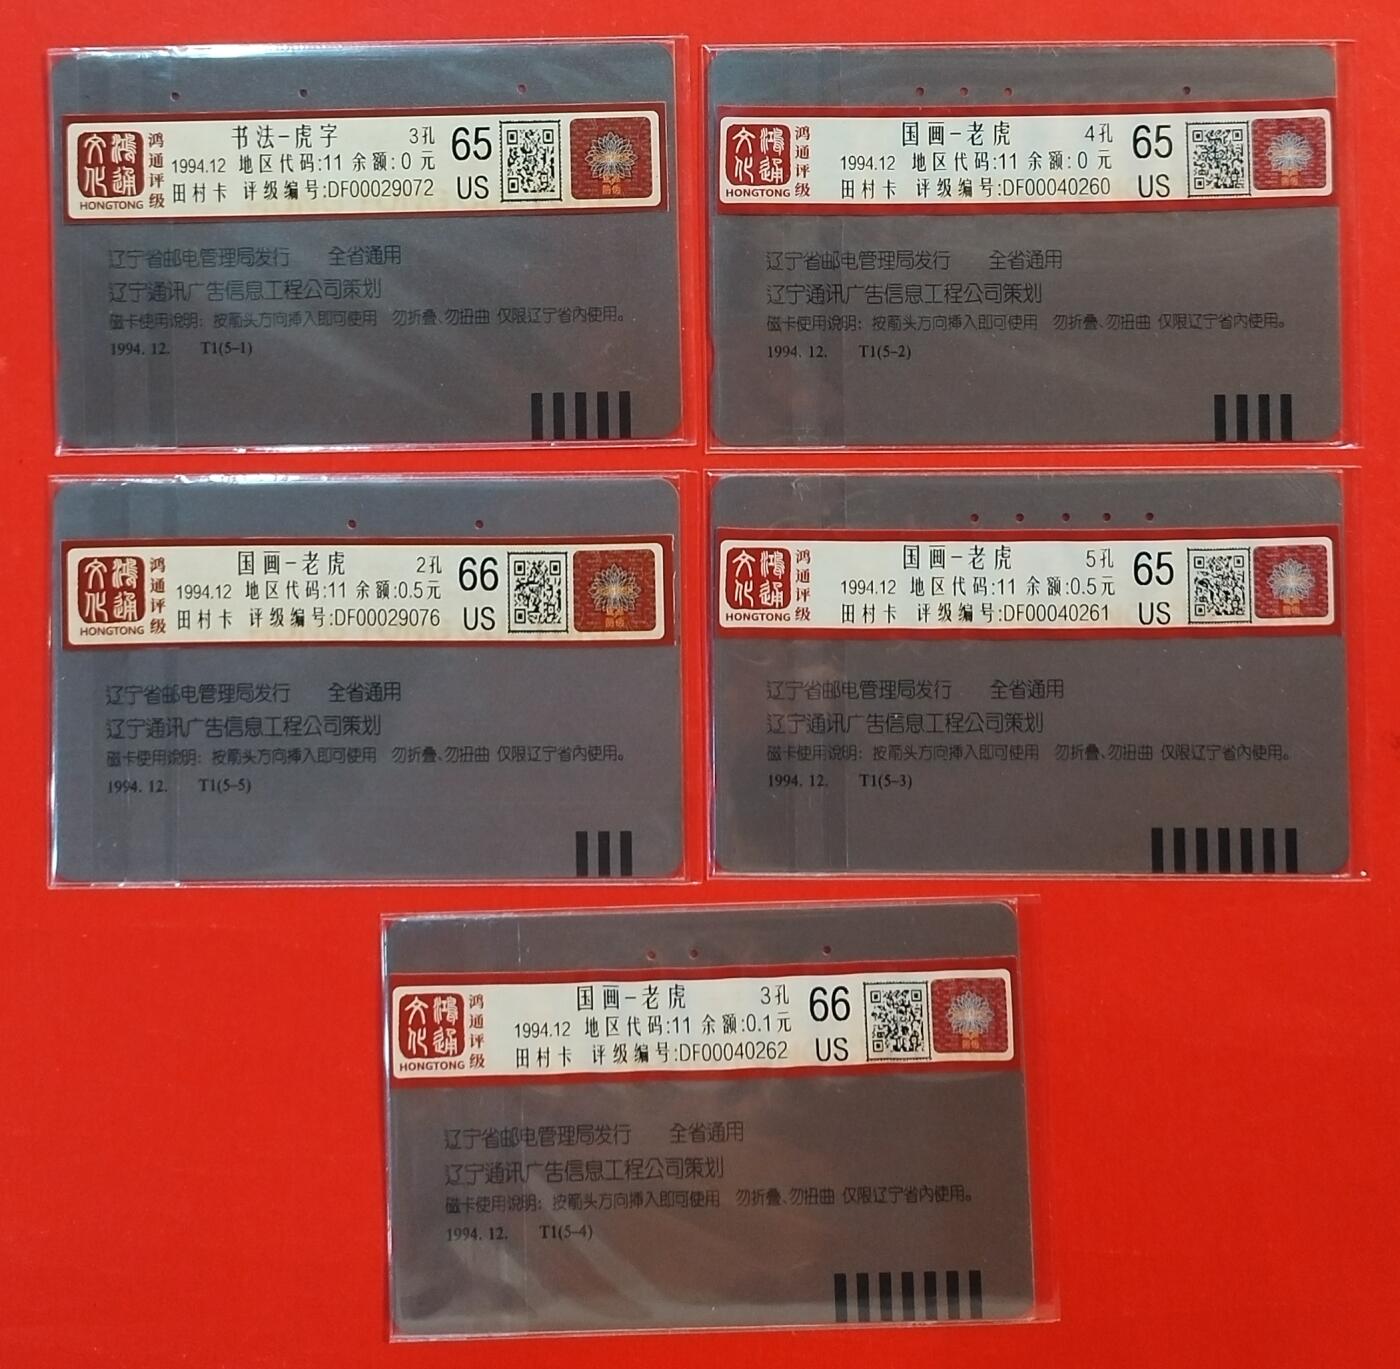 鸿通文化
HONGTONG
鸿通评级
书法-虎字 3孔
1994.12 地区代码:11 余额:0 元
田村卡 评级编号:DF00029072
65
US
辽宁省邮电管理局发行 全省通用
辽宁通讯广告信息工程公司策划
磁卡使用说明：按箭头方向挿入即可使用 勿折叠、勿扭曲 仅限辽宁省内使用。
1994. 12. T1(5–1)
鸿通文化
HONGTONG
鸿通评级
国画-老虎 4孔
1994.12 地区代码:11 余额:0 元
田村卡 评级编号:DF00040260
65
US
辽宁省邮电管理局发行 全省通用
辽宁通讯广告信息工程公司策划
磁卡使用说明：按箭头方向挿入即可使用 勿折叠、勿扭曲 仅限辽宁省内使用。
1994. 12. T1(5–2)
鸿通文化
HONGTONG
鸿通评级
国画-老虎 2孔
1994.12 地区代码:11 余额:0.5元
田村卡 评级编号:DF00029076
66
US
辽宁省邮电管理局发行 全省通用
辽宁通讯广告信息工程公司策划
磁卡使用说明：按箭头方向挿入即可使用 勿折叠、勿扭曲 仅限辽宁省内使用。
1994. 12. T1(5–5)
鸿通文化
HONGTONG
鸿通评级
国画-老虎 5孔
1994.12 地区代码:11 余额:0.5元
田村卡 评级编号:DF00040261
65
US
辽宁省邮电管理局发行 全省通用
辽宁通讯广告信息工程公司策划
磁卡使用说明：按箭头方向挿入即可使用 勿折叠、勿扭曲 仅限辽宁省内使用。
1994. 12. T1(5–3)
鸿通文化
HONGTONG
鸿通评级
国画-老虎 3孔
1994.12 地区代码:11 余额:0.1元
田村卡 评级编号:DF00040262
66
US
辽宁省邮电管理局发行 全省通用
辽宁通讯广告信息工程公司策划
磁卡使用说明：按箭头方向挿入即可使用 勿折叠、勿扭曲 仅限辽宁省内使用。
1994. 12. T1(5–4)